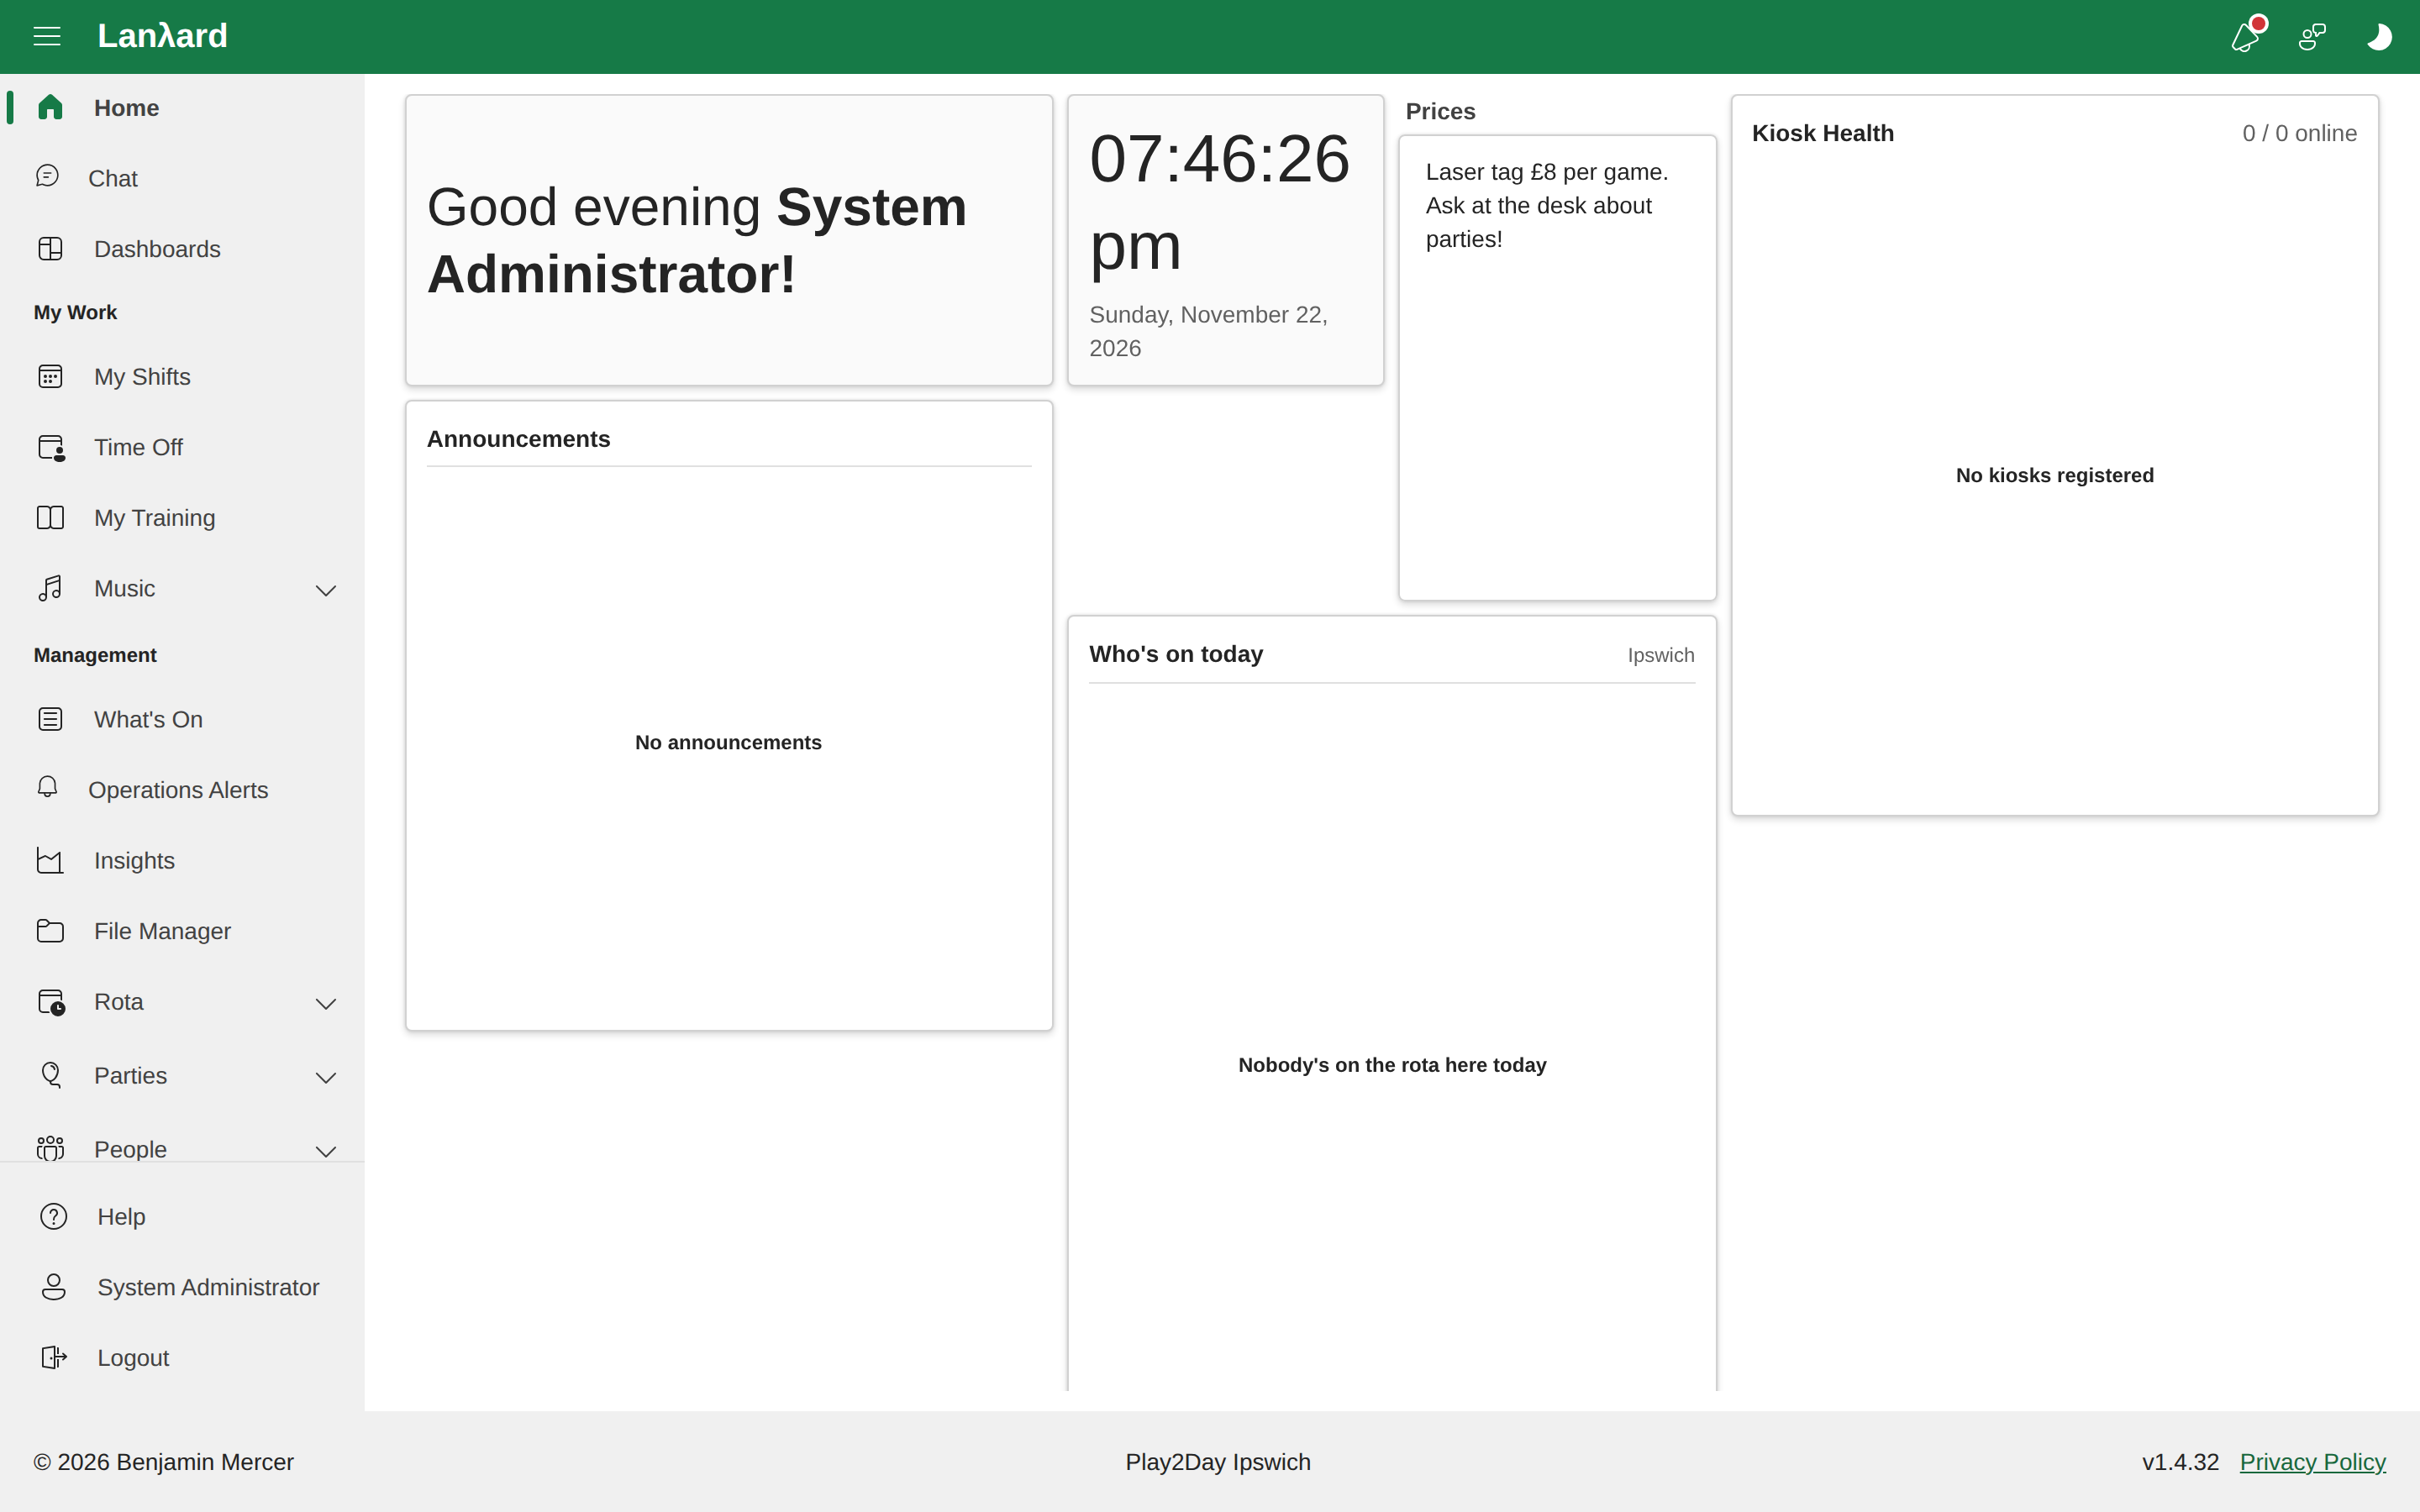 Lanλard
Home
Chat
Dashboards
My Work
My Shifts
Time Off
My Training
Music
Management
What's On
Operations Alerts
Insights
File Manager
Rota
Parties
People
Help
System Administrator
Logout
Good evening System
Administrator!
07:46:26
pm
Sunday, November 22,
2026
Prices
Laser tag £8 per game.
Ask at the desk about
parties!
Kiosk Health
0 / 0 online
No kiosks registered
Announcements
No announcements
Who's on today
Ipswich
Nobody's on the rota here today
© 2026 Benjamin Mercer
Play2Day Ipswich
v1.4.32
Privacy Policy